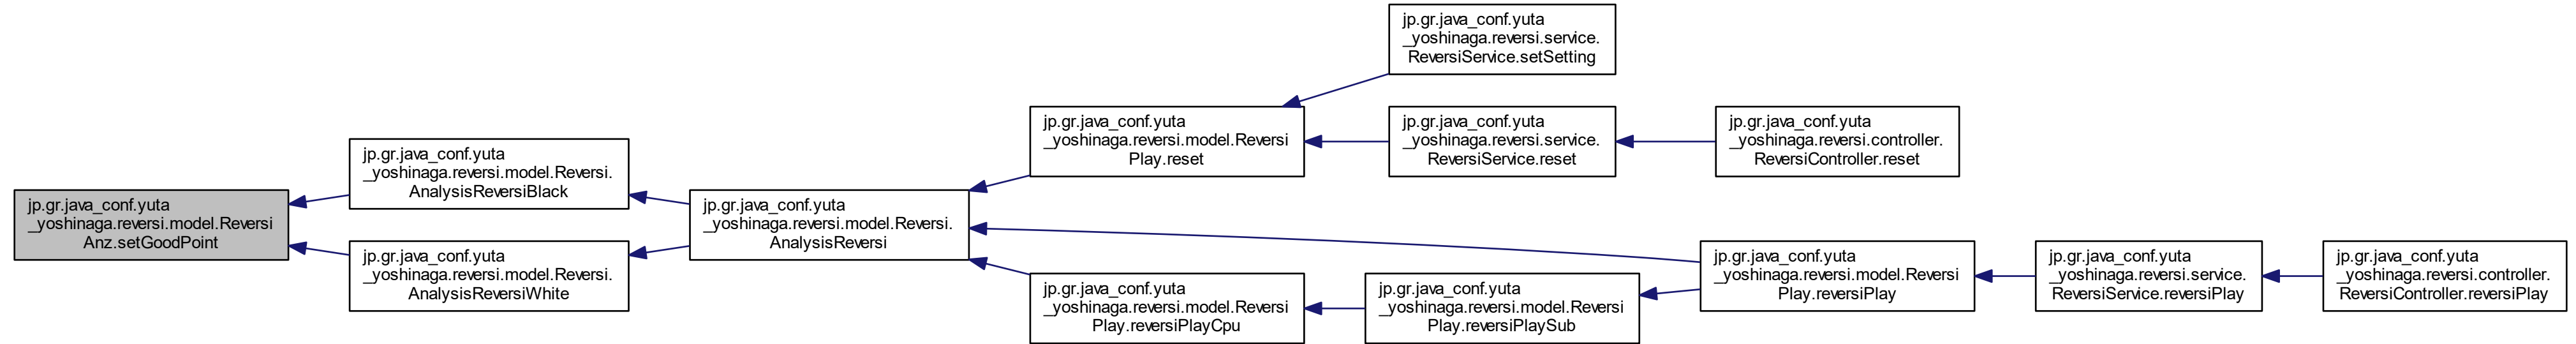 jp.gr.java_conf.yuta
_yoshinaga.reversi.model.Reversi
Anz.setGoodPoint
jp.gr.java_conf.yuta
_yoshinaga.reversi.model.Reversi.
AnalysisReversiBlack
jp.gr.java_conf.yuta
_yoshinaga.reversi.model.Reversi.
AnalysisReversiWhite
jp.gr.java_conf.yuta
_yoshinaga.reversi.model.Reversi.
AnalysisReversi
jp.gr.java_conf.yuta
_yoshinaga.reversi.model.Reversi
Play.reset
jp.gr.java_conf.yuta
_yoshinaga.reversi.service.
ReversiService.setSetting
jp.gr.java_conf.yuta
_yoshinaga.reversi.service.
ReversiService.reset
jp.gr.java_conf.yuta
_yoshinaga.reversi.controller.
ReversiController.reset
jp.gr.java_conf.yuta
_yoshinaga.reversi.model.Reversi
Play.reversiPlayCpu
jp.gr.java_conf.yuta
_yoshinaga.reversi.model.Reversi
Play.reversiPlaySub
jp.gr.java_conf.yuta
_yoshinaga.reversi.model.Reversi
Play.reversiPlay
jp.gr.java_conf.yuta
_yoshinaga.reversi.service.
ReversiService.reversiPlay
jp.gr.java_conf.yuta
_yoshinaga.reversi.controller.
ReversiController.reversiPlay